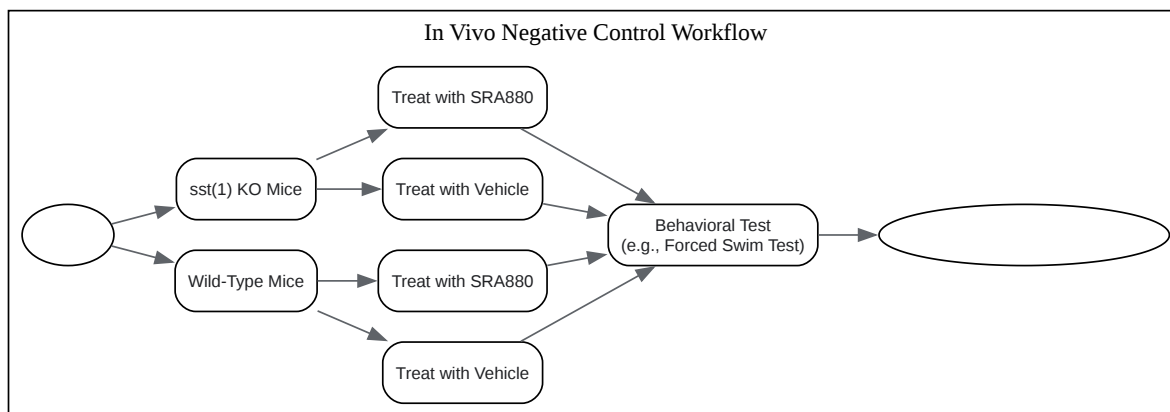 In Vivo Negative Control Workflow
Treat with SRA880
sst(1) KO Mice
Treat with Vehicle
Behavioral Test
(e.g., Forced Swim Test)
Wild-Type Mice
Treat with SRA880
Treat with Vehicle